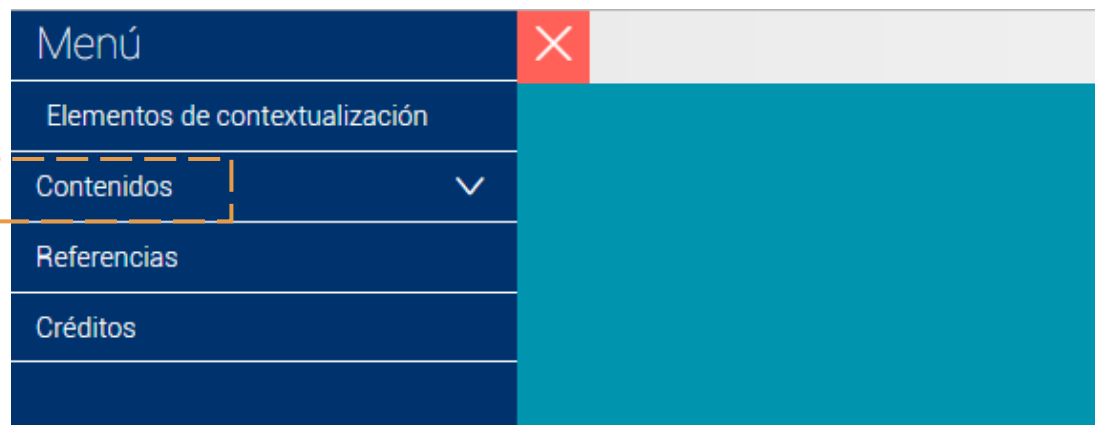 Menú
Elementos de contextualización
Contenidos
Referencias
Créditos